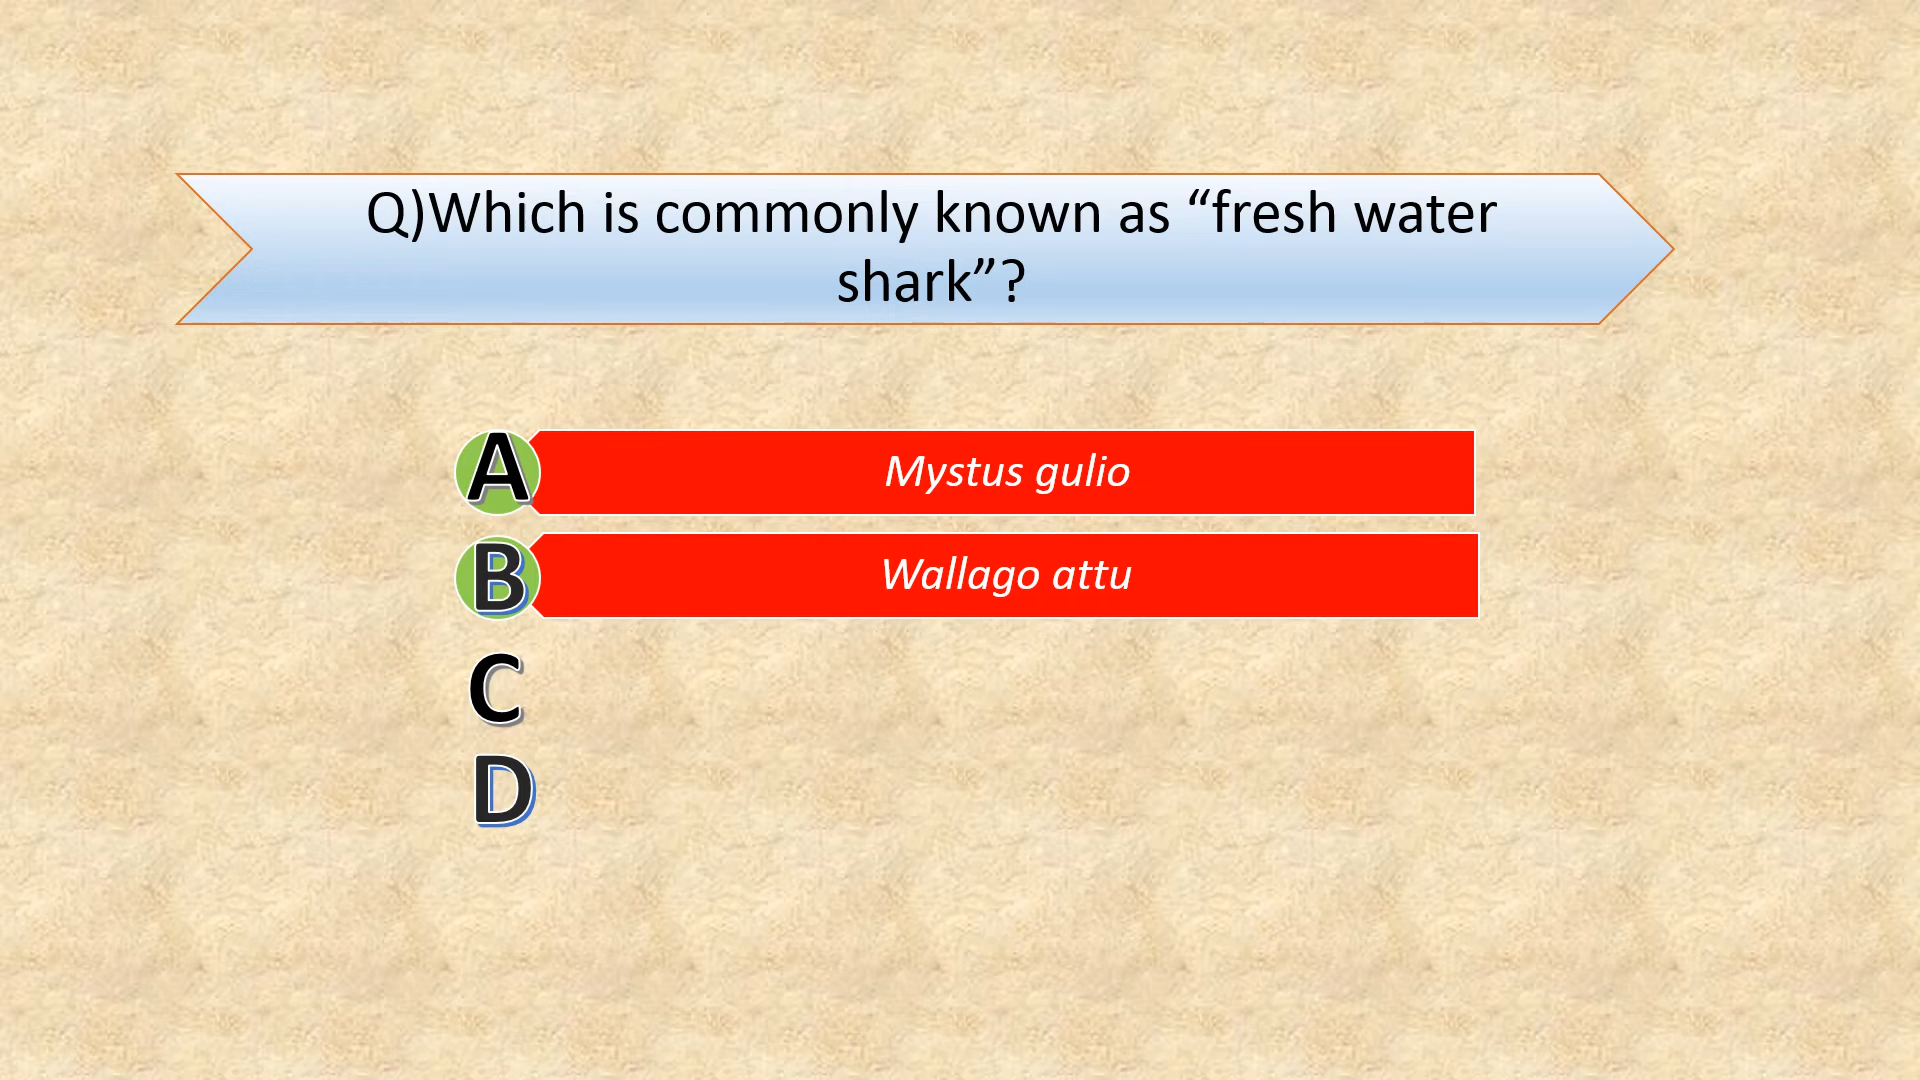 Q)Which is commonly known as “fresh water
shark”?
A
Mystus gulio
B
Wallago attu
C
D